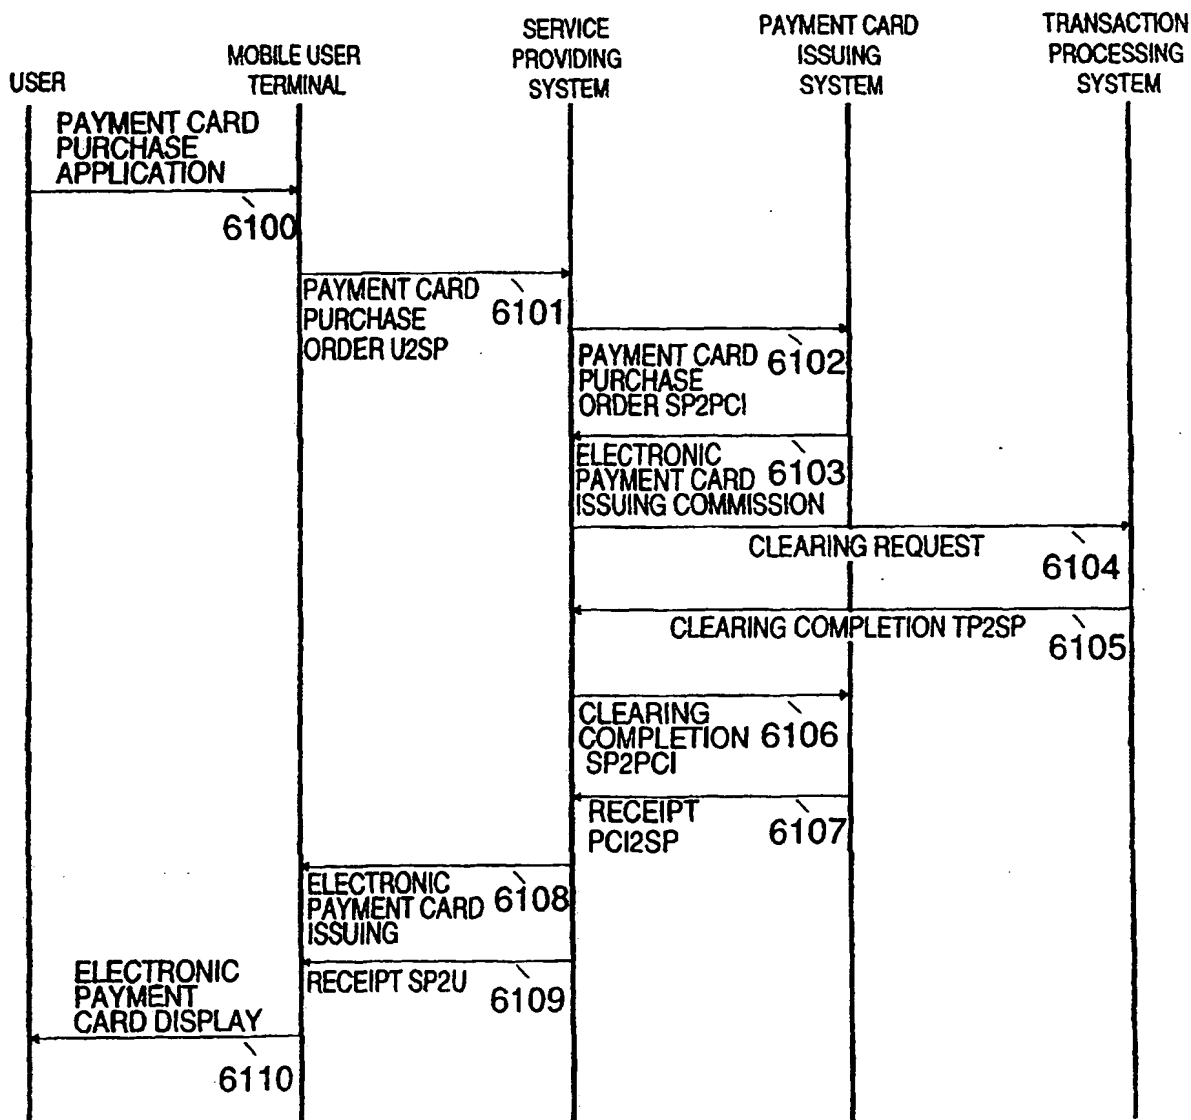 USER
MOBILE USER
TERMINAL
SERVICE
PROVIDING
SYSTEM
PAYMENT CARD
ISSUING
SYSTEM
TRANSACTION
PROCESSING
SYSTEM
PAYMENT CARD
PURCHASE
APPLICATION
6100
PAYMENT CARD
PURCHASE
ORDER U2SP
6101
PAYMENT CARD
PURCHASE
ORDER SP2PCI
6102
ELECTRONIC
PAYMENT CARD
ISSUING COMMISSION
6103
CLEARING REQUEST
6104
CLEARING COMPLETION TP2SP
6105
CLEARING
COMPLETION
SP2PCI
6106
RECEIPT
PCI2SP
6107
ELECTRONIC
PAYMENT CARD
ISSUING
6108
RECEIPT SP2U
6109
ELECTRONIC
PAYMENT
CARD DISPLAY
6110